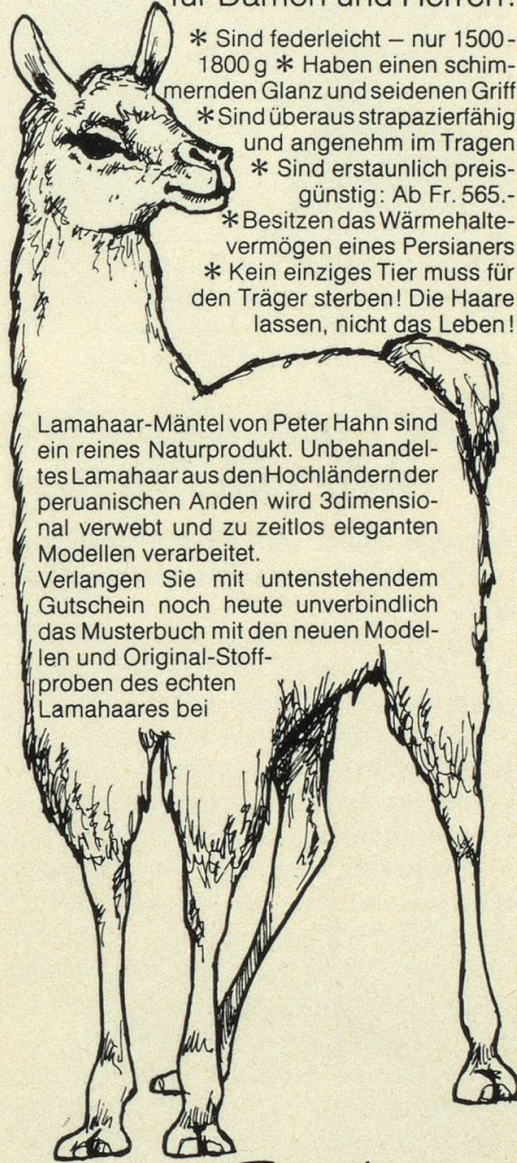 für Damen und Herren!
* Sind federleicht – nur 1500-
1800 g * Haben einen schim-
mernden Glanz und seidenen Griff
* Sind überaus strapazierfähig
und angenehm im Tragen
* Sind erstaunlich preis-
günstig: Ab Fr. 565.-
* Besitzen das Wärmehalte-
vermögen eines Persianers
* Kein einziges Tier muss für
den Träger sterben! Die Haare
lassen, nicht das Leben!
Lamahaar-Mäntel von Peter Hahn sind
ein reines Naturprodukt. Unbehandel-
tes Lamahaar aus den Hochländern der
peruanischen Anden wird 3dimensio-
nal verwebt und zu zeitlos eleganten
Modellen verarbeitet.
Verlangen Sie mit untenstehendem
Gutschein noch heute unverbindlich
das Musterbuch mit den neuen Model-
len und Original-Stoff-
proben des echten
Lamahaares bei